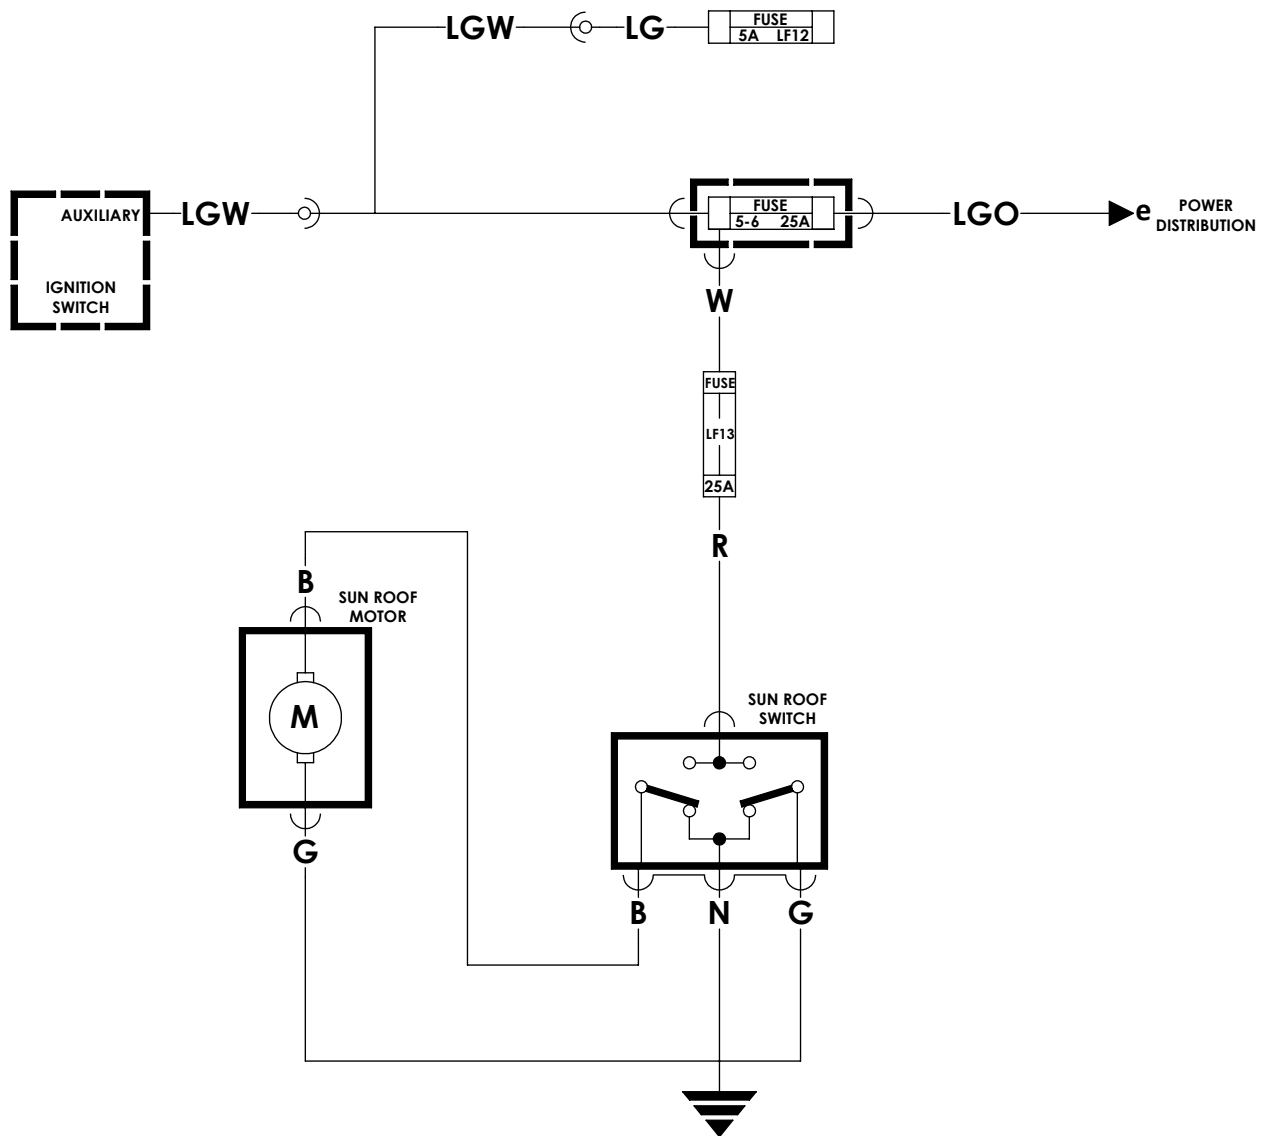 LGW
LG
FUSE
5A LF12
AUXILIARY
LGW
FUSE
5-6 25A
LGO
e
POWER
DISTRIBUTION
IGNITION
SWITCH
W
FUSE
LF13
25A
R
B
SUN ROOF
MOTOR
M
G
SUN ROOF
SWITCH
B
N
G